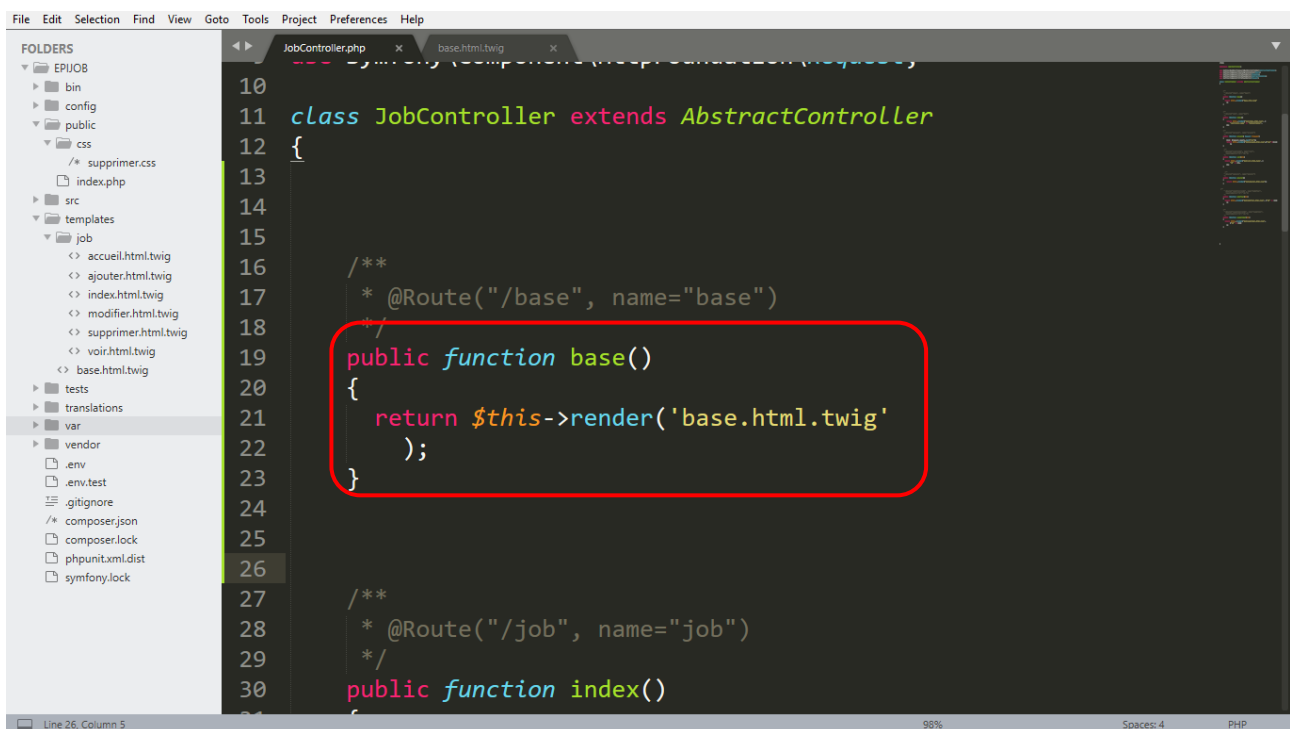 File Edit Selection Find View Goto Tools Project Preferences Help
FOLDERS
EPIJOB
bin
config
public
css
/* supprimer.css
index.php
src
templates
job
<> accueil.html.twig
<> ajouter.html.twig
<> index.html.twig
<> modifier.html.twig
<> supprimer.html.twig
<> voir.html.twig
<> base.html.twig
tests
translations
var
vendor
.env
.env.test
.gitignore
/* composer.json
composer.lock
phpunit.xml.dist
symfony.lock
JobController.php × base.html.twig ×
10
11 class JobController extends AbstractController
12 {
13
14
15
16 /**
17 * @Route("/base", name="base")
18 */
19 public function base()
20 {
21 return $this->render('base.html.twig'
22 );
23 }
24
25
26
27 /**
28 * @Route("/job", name="job")
29 */
30 public function index()
Line 26, Column 5 98% Spaces: 4 PHP